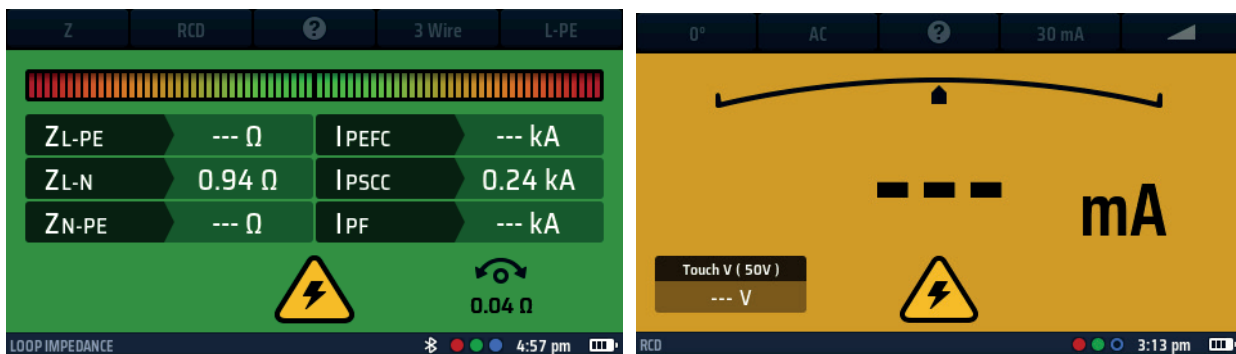 Z RCD ? 3 Wire L-PE
ZL-PE --- Ω IPEFC --- kA
ZL-N 0.94 Ω IPSCC 0.24 kA
ZN-PE --- Ω IPF --- kA
0.04 Ω
LOOP IMPEDANCE 4:57 pm
0° AC ? 30 mA
--- mA
Touch V ( 50V )
--- V
RCD 3:13 pm